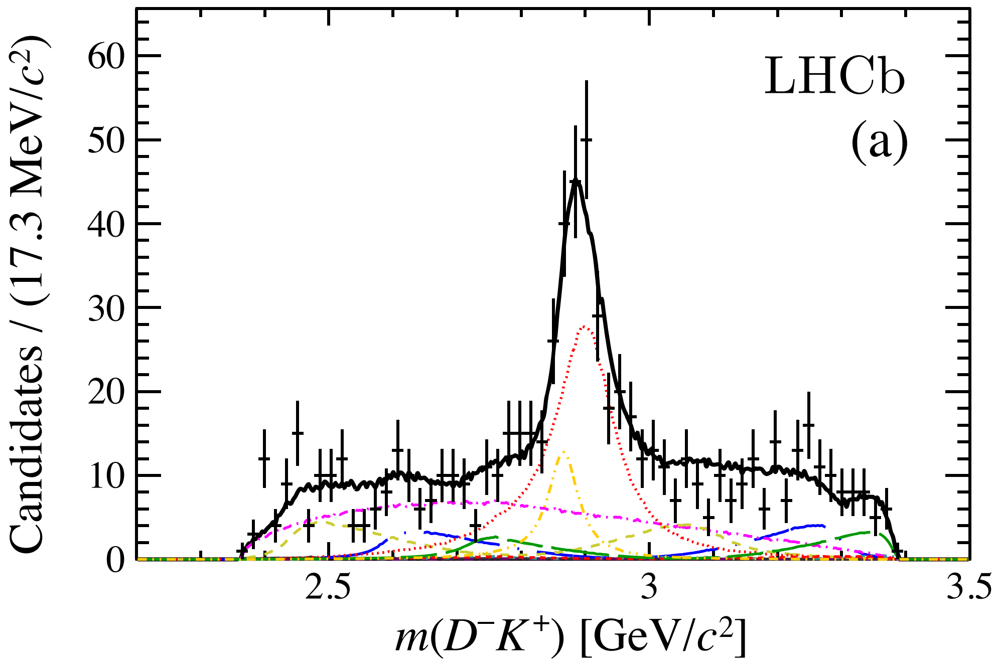 Candidates / (17.3 MeV/c²)
60
50
40
30
20
10
0
LHCb
(a)
2.5 3 3.5
m(D⁻K⁺) [GeV/c²]